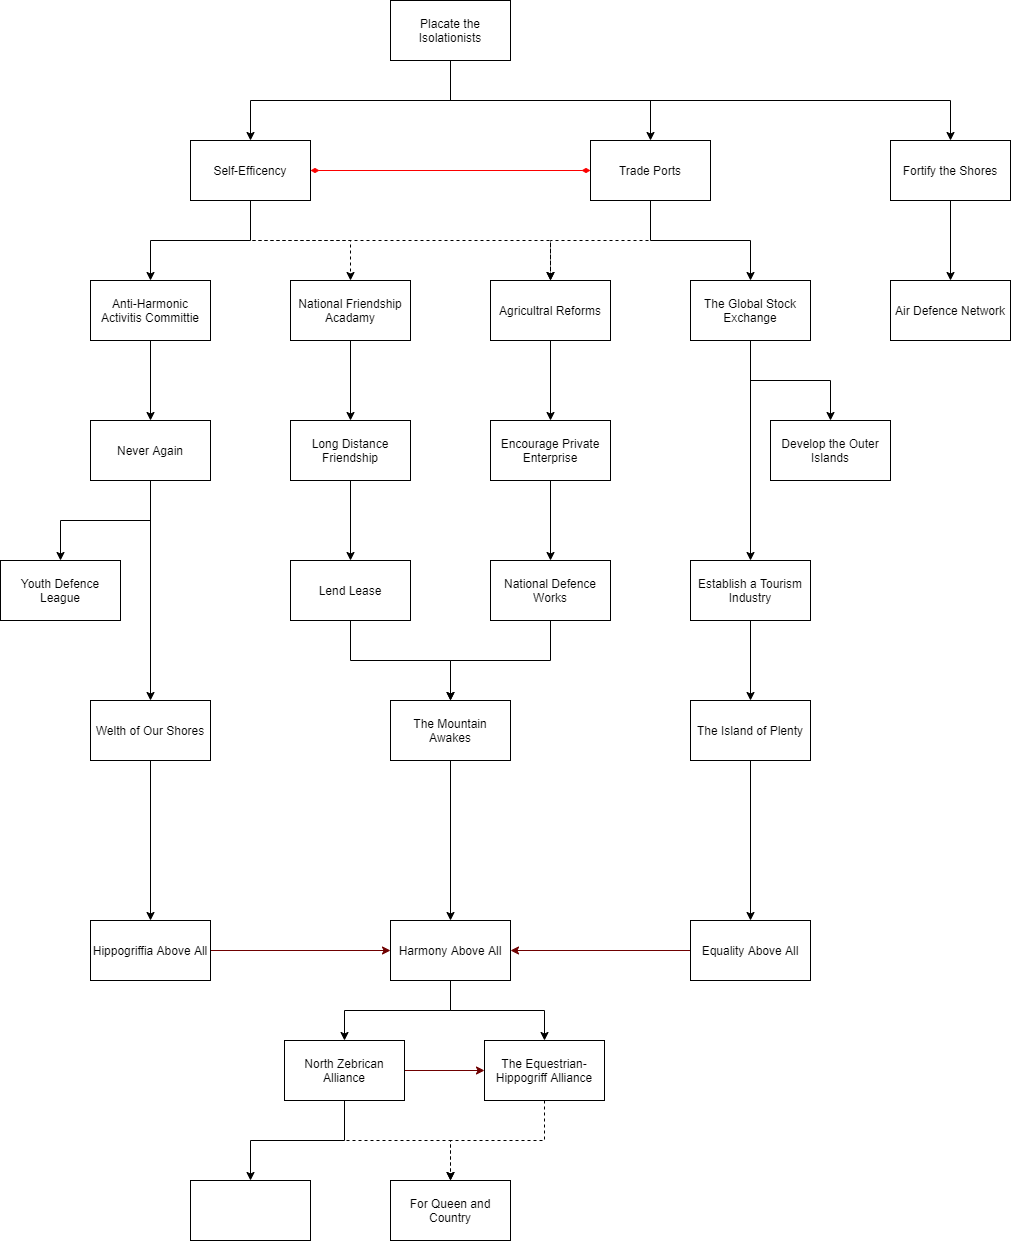 Placate the
Isolationists
Self-Efficency
Trade Ports
Fortify the Shores
Anti-Harmonic
Activitis Committie
National Friendship
Acadamy
Agricultral Reforms
The Global Stock
Exchange
Air Defence Network
Never Again
Long Distance
Friendship
Encourage Private
Enterprise
Develop the Outer
Islands
Youth Defence
League
Lend Lease
National Defence
Works
Establish a Tourism
Industry
Welth of Our Shores
The Mountain
Awakes
The Island of Plenty
Hippogriffia Above All
Harmony Above All
Equality Above All
North Zebrican
Alliance
The Equestrian-
Hippogriff Alliance
For Queen and
Country